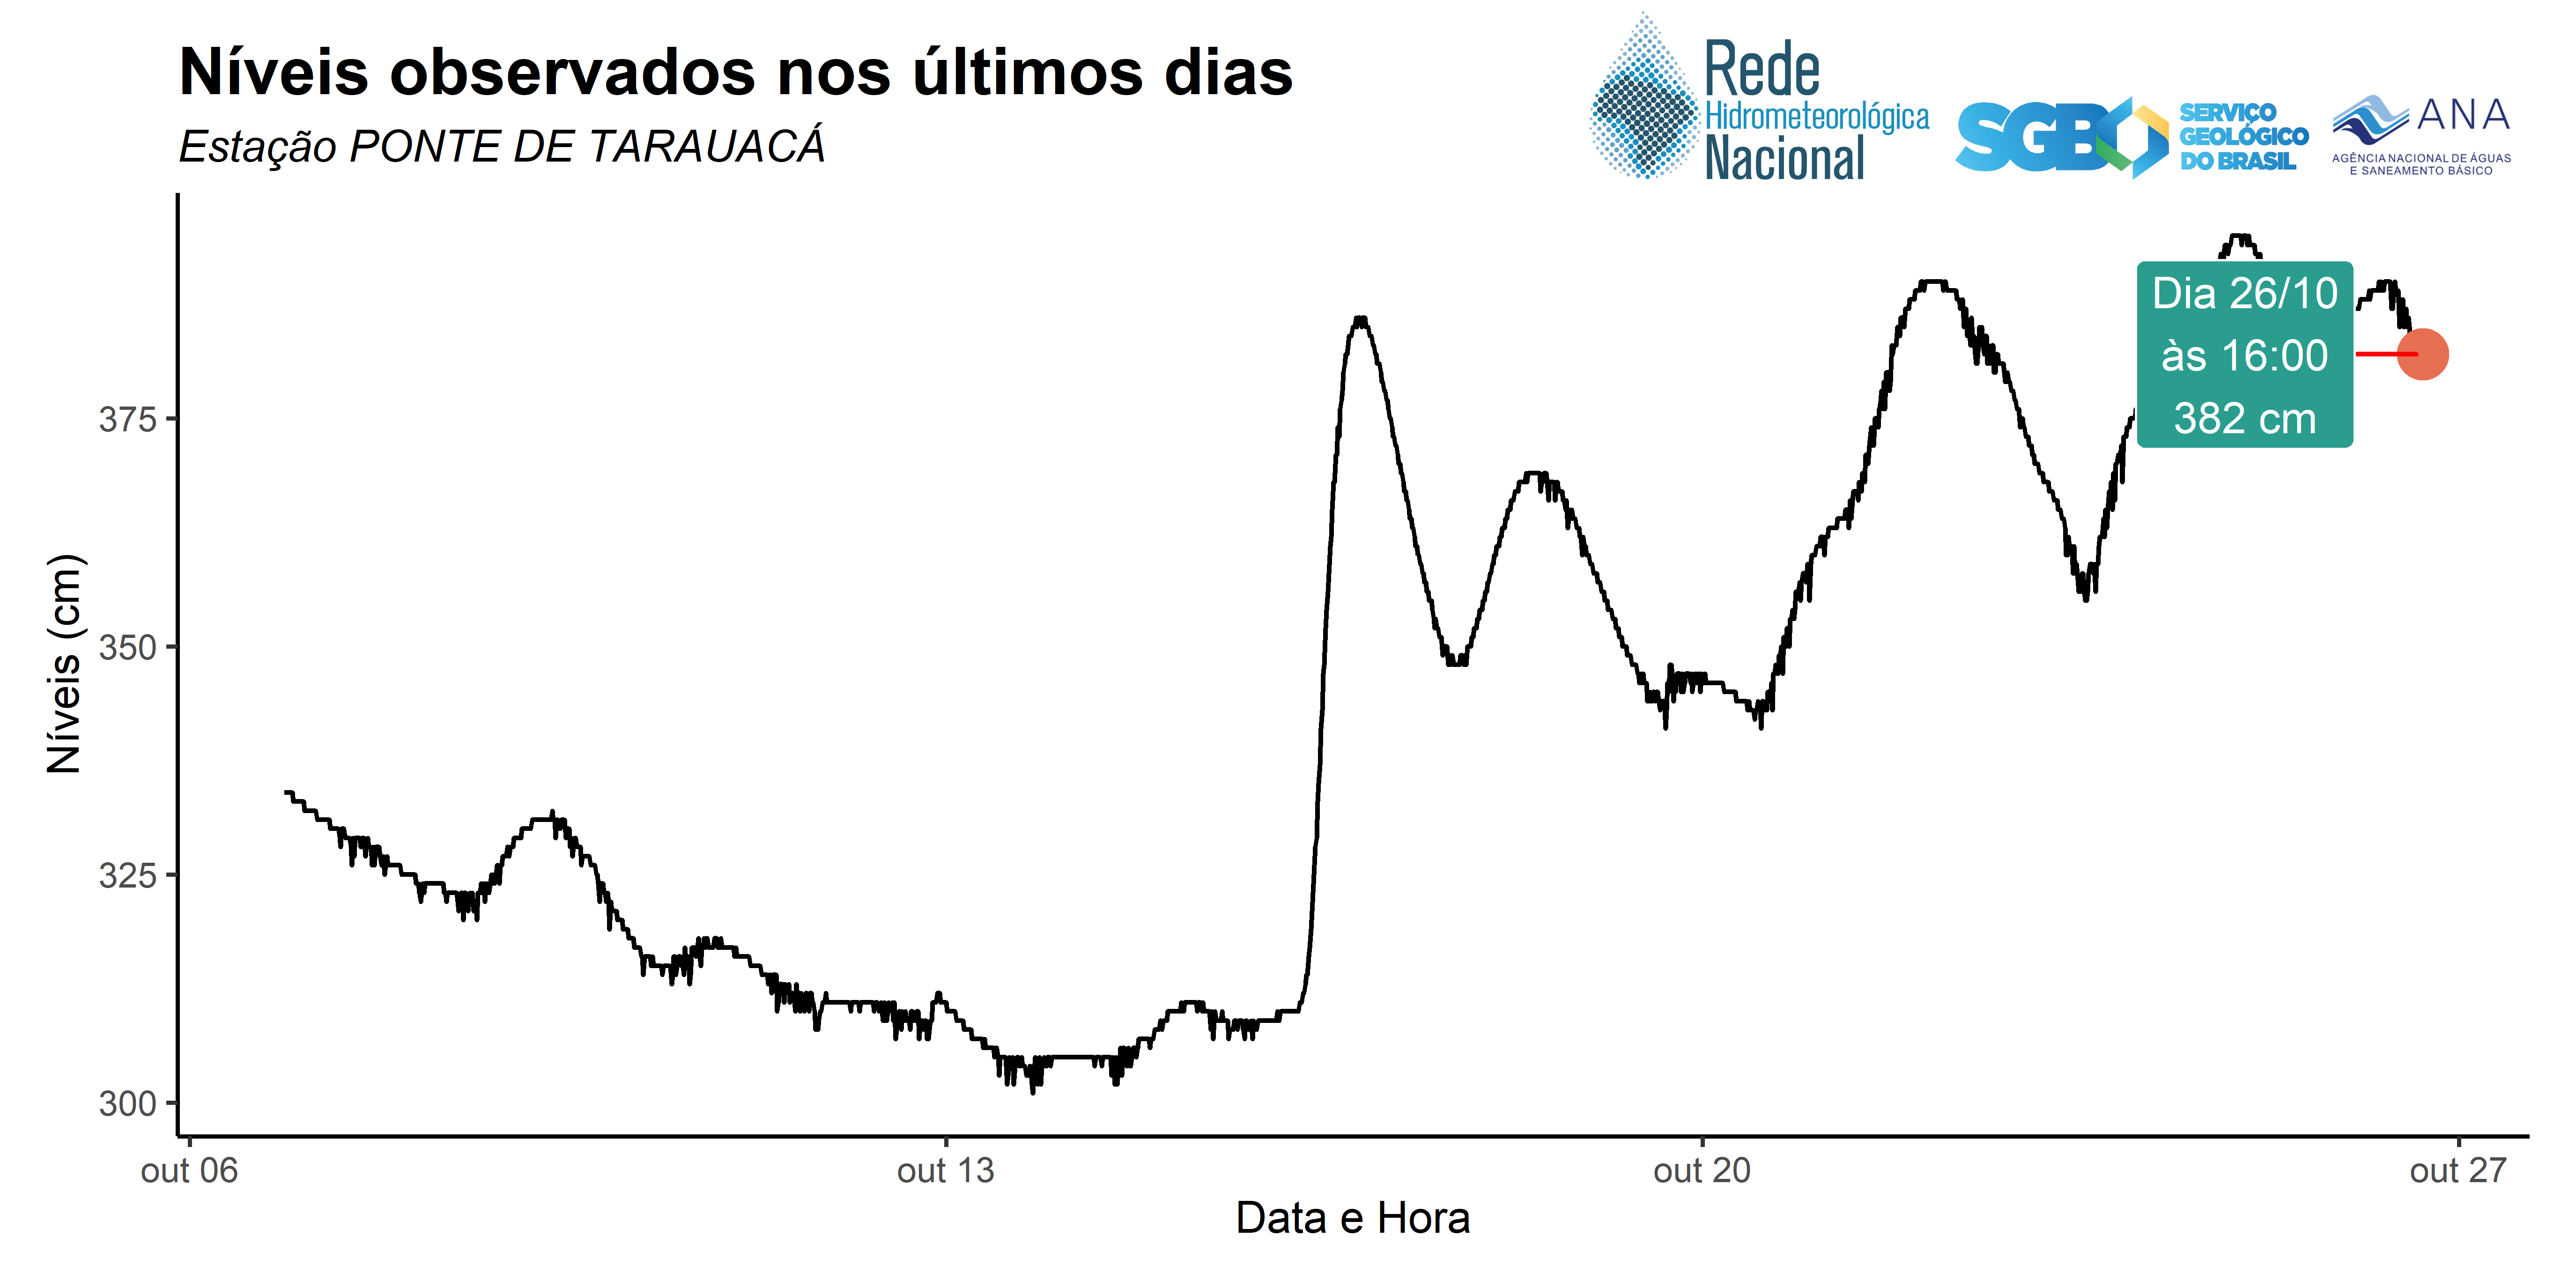 Níveis observados nos últimos dias
Estação PONTE DE TARAUACÁ
Rede
Hidrometeorológica
Nacional
SGB
SERVIÇO
GEOLÓGICO
DO BRASIL
ANA
AGÊNCIA NACIONAL DE ÁGUAS
E SANEAMENTO BÁSICO
Dia 26/10
às 16:00
382 cm
Níveis (cm)
375
350
325
300
out 06
out 13
out 20
out 27
Data e Hora